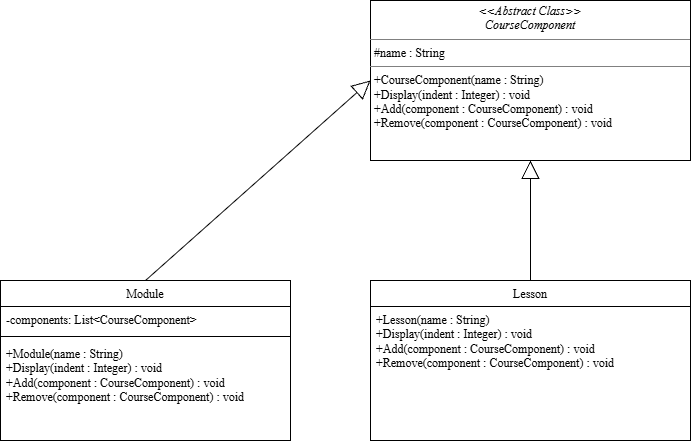 <<Abstract Class>>
CourseComponent
#name : String
+CourseComponent(name : String)
+Display(indent : Integer) : void
+Add(component : CourseComponent) : void
+Remove(component : CourseComponent) : void
Module
-components: List<CourseComponent>
+Module(name : String)
+Display(indent : Integer) : void
+Add(component : CourseComponent) : void
+Remove(component : CourseComponent) : void
Lesson
+Lesson(name : String)
+Display(indent : Integer) : void
+Add(component : CourseComponent) : void
+Remove(component : CourseComponent) : void